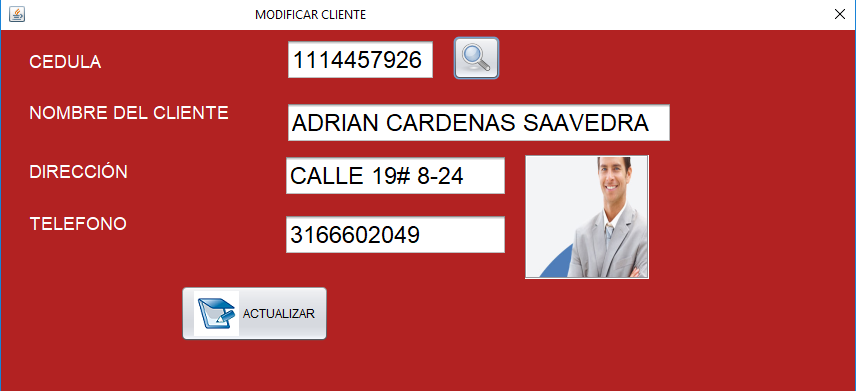 MODIFICAR CLIENTE
CEDULA 1114457926
NOMBRE DEL CLIENTE ADRIAN CARDENAS SAAVEDRA
DIRECCIÓN CALLE 19# 8-24
TELEFONO 3166602049
ACTUALIZAR